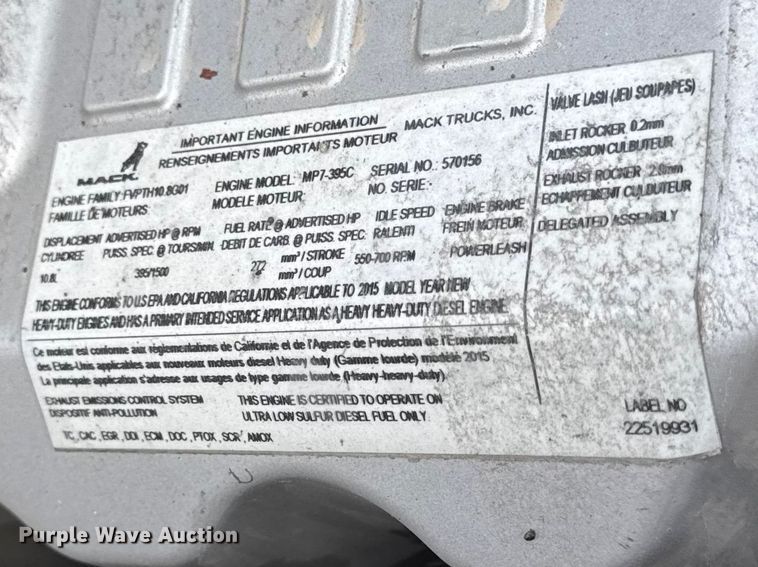 MACK
IMPORTANT ENGINE INFORMATION MACK TRUCKS, INC.
RENSEIGNEMENTS IMPORTANTS MOTEUR
ENGINE FAMILY: FVPTH10.8G01 ENGINE MODEL: MP7-395C SERIAL NO.: 570156
FAMILLE DE MOTEURS: MODELE MOTEUR: NO. SERIE:
DISPLACEMENT ADVERTISED HP @ RPM FUEL RATE @ ADVERTISED HP IDLE SPEED ENGINE BRAKE
CYLINDREE PUISS. SPEC. @ TOURS/MIN. DEBIT DE CARB. @ PUISS. SPEC. RALENTI FREIN MOTEUR
10.8L 395/1500 272 mm³ / STROKE 550-700 RPM POWERLEASH
mm³ / COUP
THIS ENGINE CONFORMS TO U.S EPA AND CALIFORNIA REGULATIONS APPLICABLE TO 2015 MODEL YEAR NEW
HEAVY-DUTY ENGINES AND HAS A PRIMARY INTENDED SERVICE APPLICATION AS A HEAVY HEAVY-DUTY DIESEL ENGINE.
Ce moteur est conforme aux réglementations de Californie et de l'Agence de Protection de l'Environment
des Etats-Unis applicables aux nouveaux moteurs diesel Heavy duty (Gamme lourde) modèle 2015
La principale application s'adresse aux usages de type gamme lourde (Heavy-heavy-duty)
EXHAUST EMISSIONS CONTROL SYSTEM THIS ENGINE IS CERTIFIED TO OPERATE ON
DISPOSITIF ANTI-POLLUTION ULTRA LOW SULFUR DIESEL FUEL ONLY.
TC, CAC, EGR, DDI, ECM, DOC, PTOX, SCR, AMOX
VALVE LASH (JEU SOUPAPES)
INLET ROCKER 0.2mm
ADMISSION CULBUTEUR
EXHAUST ROCKER
ECHAPPEMENT CULBUTEUR
DELEGATED ASSEMBLY
LABEL NO
22519931
Purple Wave Auction